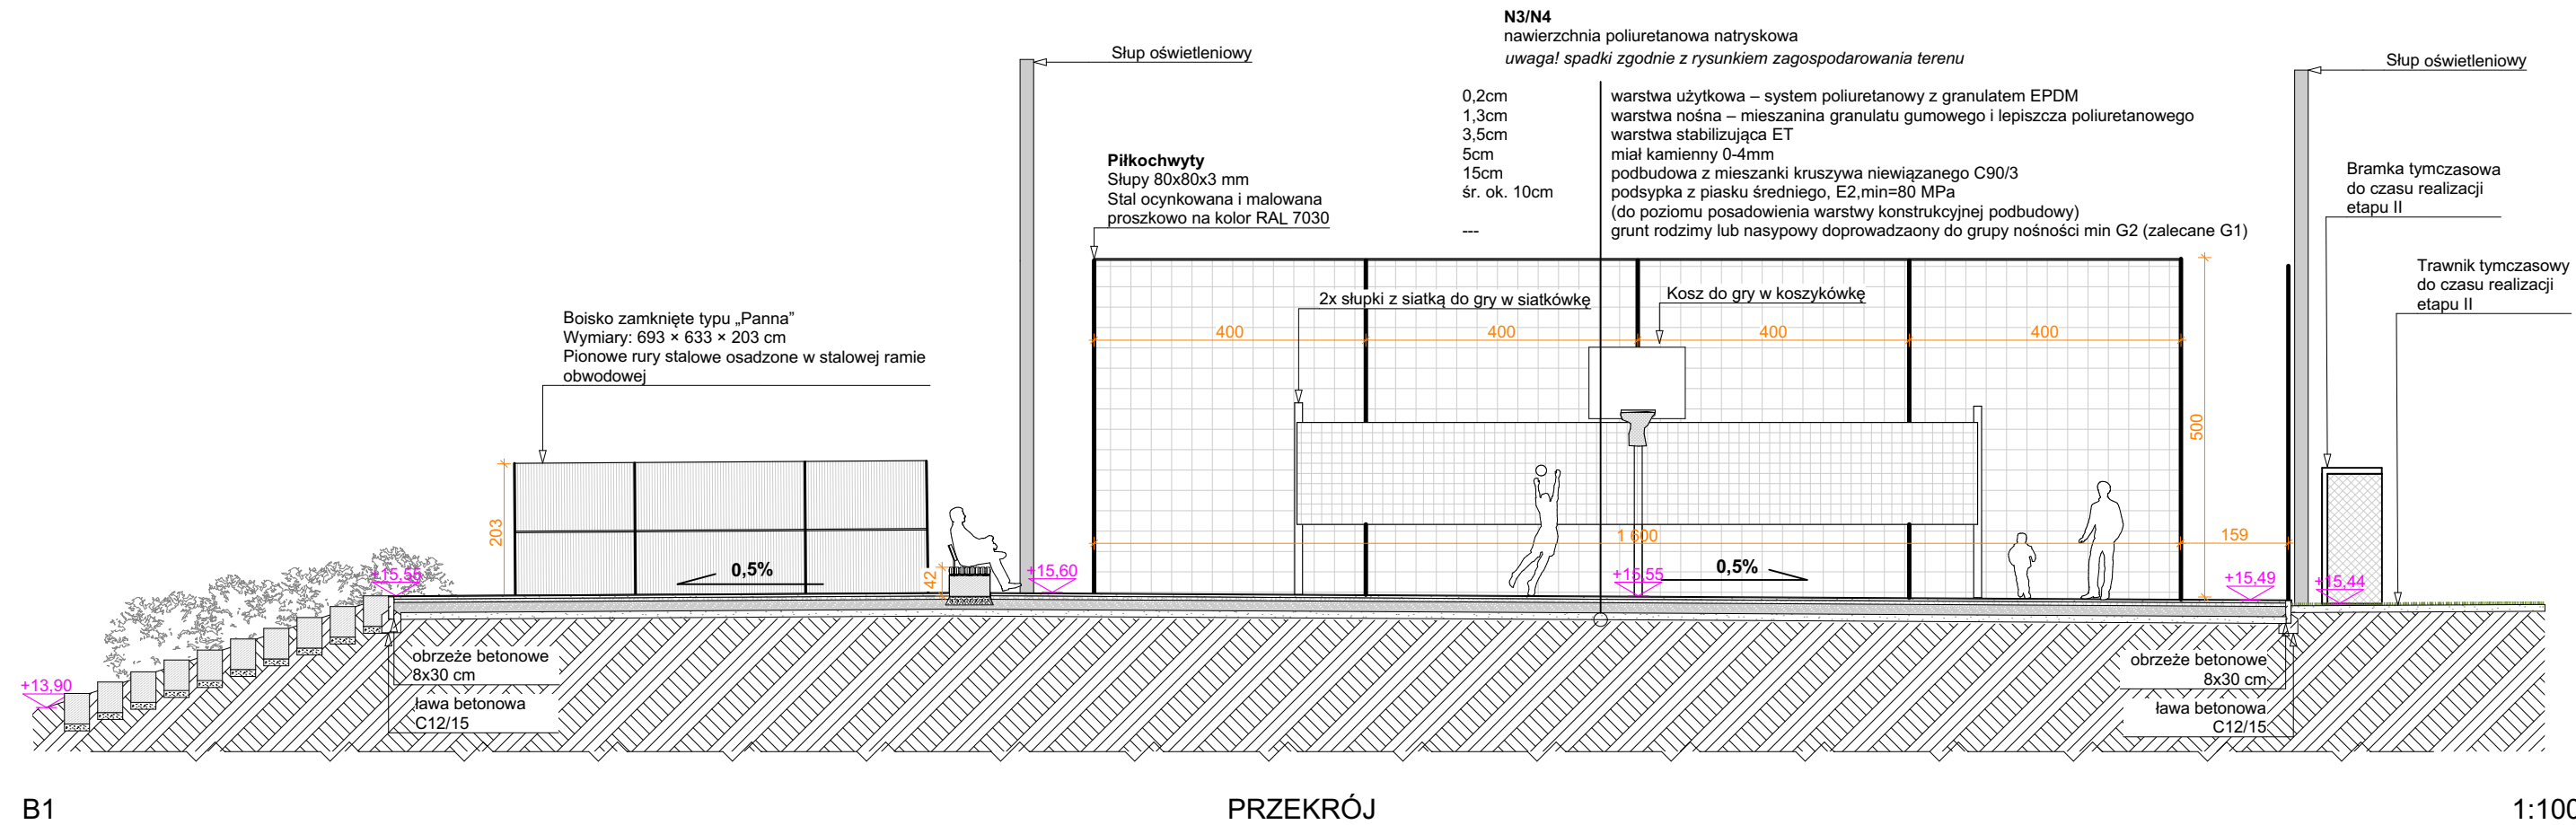 N3/N4
nawierzchnia poliuretanowa natryskowa
uwaga! spadki zgodnie z rysunkiem zagospodarowania terenu
0,2cm warstwa użytkowa – system poliuretanowy z granulatem EPDM
1,3cm warstwa nośna – mieszanina granulatu gumowego i lepiszcza poliuretanowego
3,5cm warstwa stabilizująca ET
5cm miał kamienny 0-4mm
15cm podbudowa z mieszanki kruszywa niewiązanego C90/3
śr. ok. 10cm podsypka z piasku średniego, E2,min=80 MPa
(do poziomu posadowienia warstwy konstrukcyjnej podbudowy)
--- grunt rodzimy lub nasypowy doprowadzaony do grupy nośności min G2 (zalecane G1)
Słup oświetleniowy
Słup oświetleniowy
Piłkochwyty
Słupy 80x80x3 mm
Stal ocynkowana i malowana
proszkowo na kolor RAL 7030
Bramka tymczasowa
do czasu realizacji
etapu II
Trawnik tymczasowy
do czasu realizacji
etapu II
Boisko zamknięte typu „Panna”
Wymiary: 693 × 633 × 203 cm
Pionowe rury stalowe osadzone w stalowej ramie
obwodowej
2x słupki z siatką do gry w siatkówkę
Kosz do gry w koszykówkę
400
400
400
400
500
203
42
1 600
159
0,5%
0,5%
+15,55
+15,60
+15,55
+15,49
+15,44
+13,90
obrzeże betonowe
8x30 cm
ława betonowa
C12/15
obrzeże betonowe
8x30 cm
ława betonowa
C12/15
B1
PRZEKRÓJ
1:100